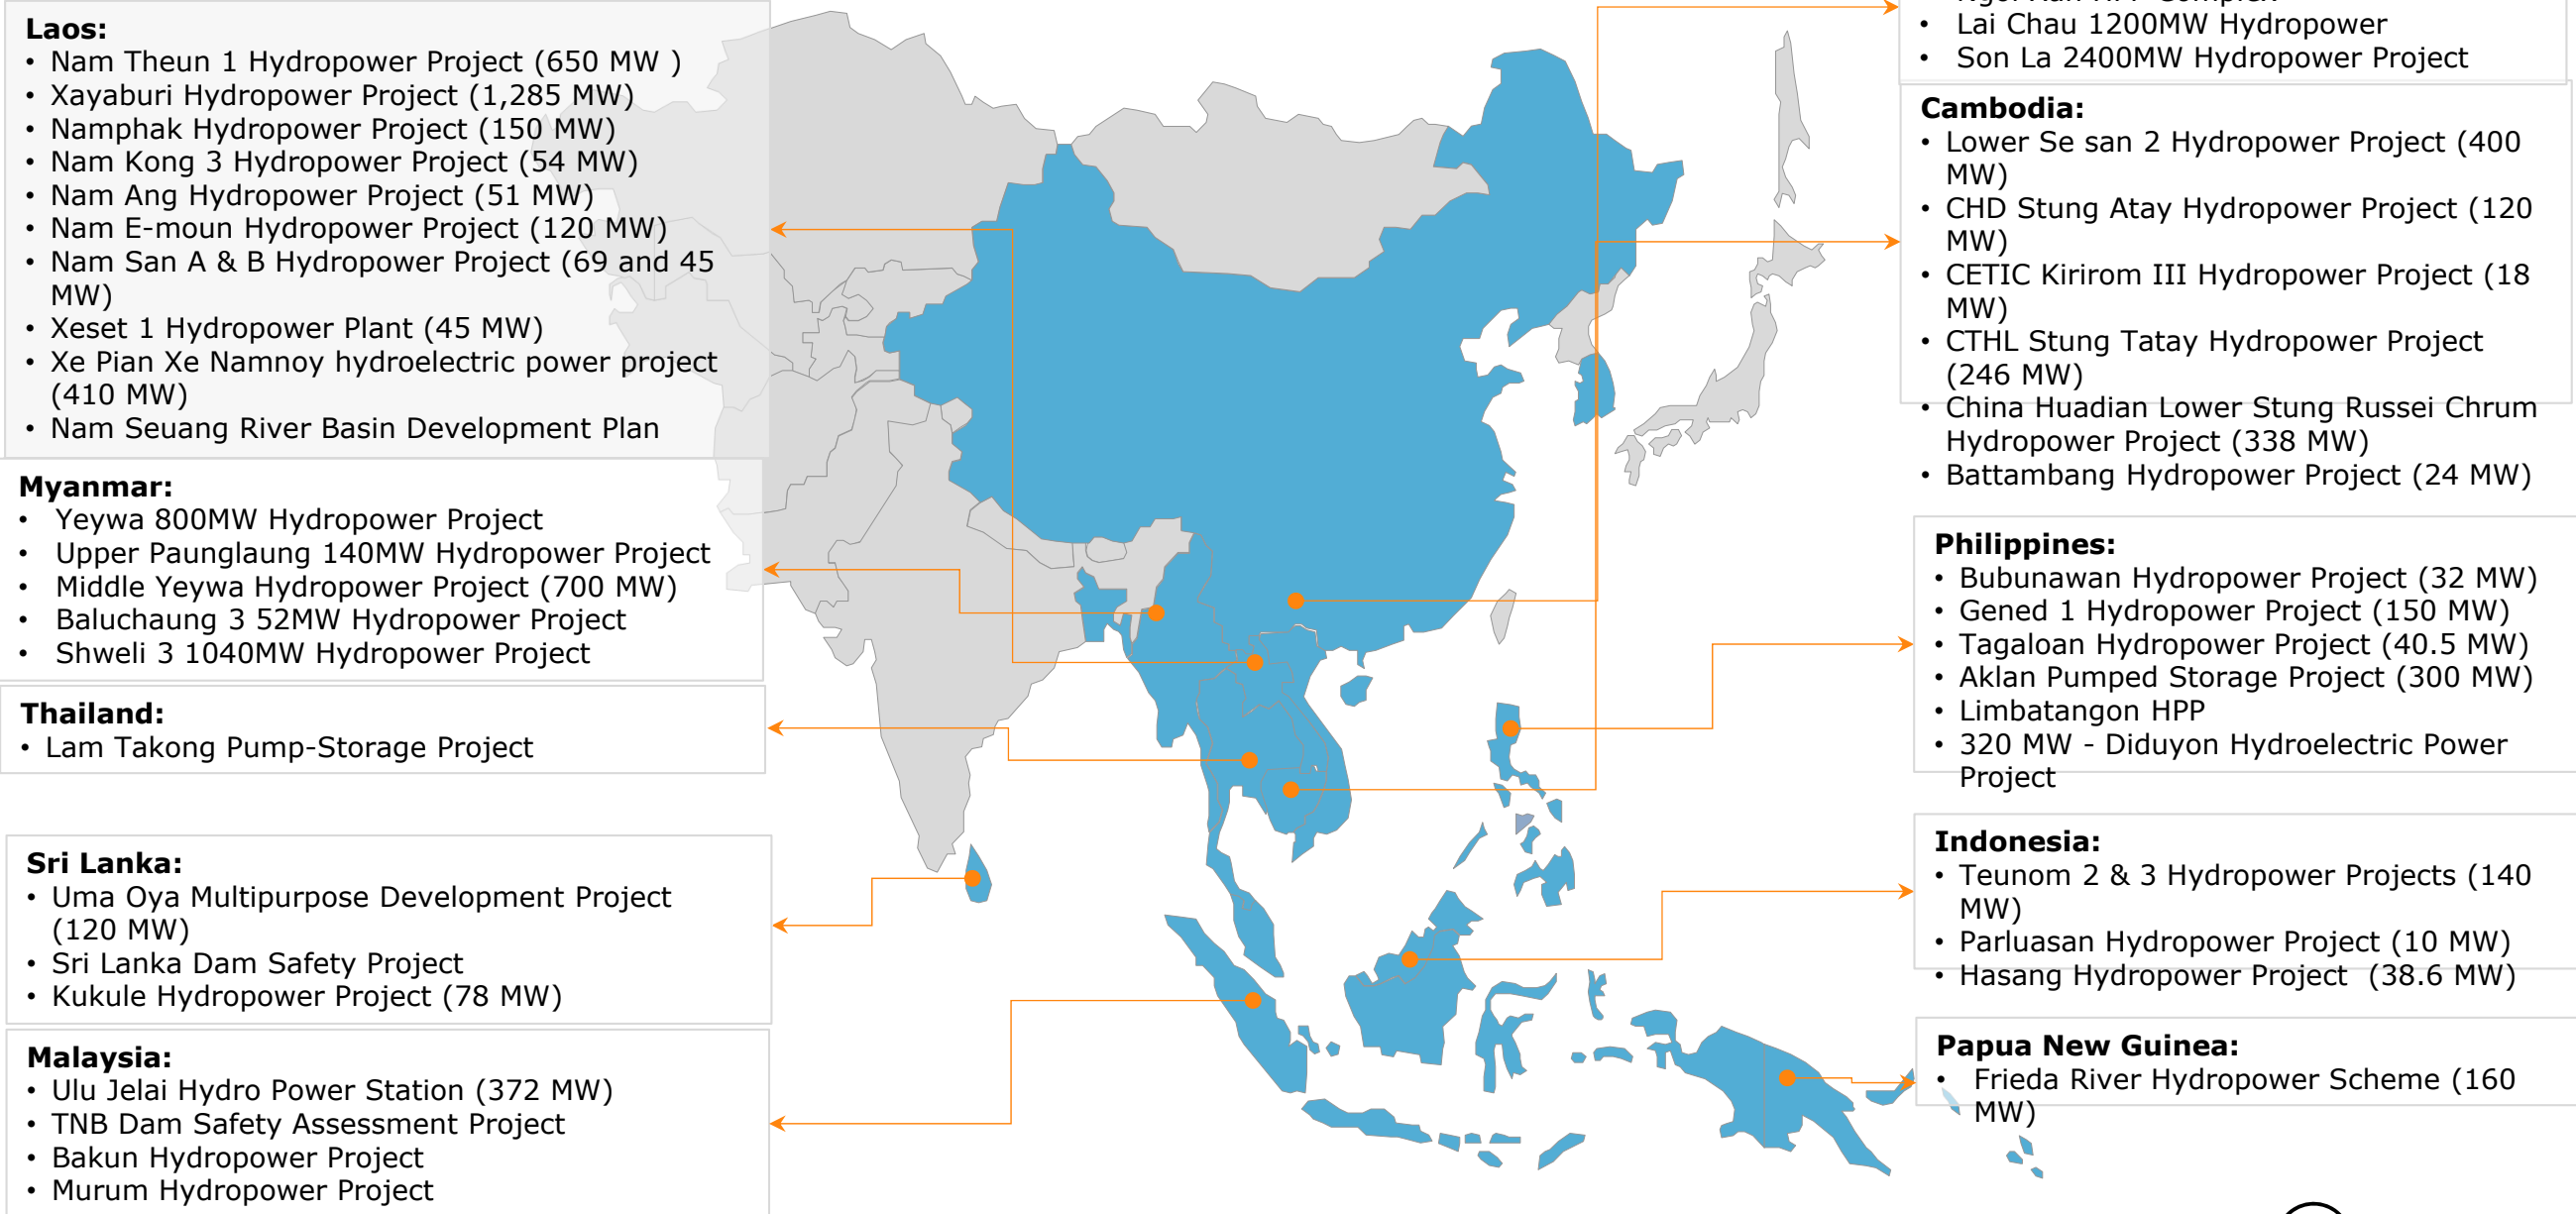 Laos:
• Nam Theun 1 Hydropower Project (650 MW )
• Xayaburi Hydropower Project (1,285 MW)
• Namphak Hydropower Project (150 MW)
• Nam Kong 3 Hydropower Project (54 MW)
• Nam Ang Hydropower Project (51 MW)
• Nam E-moun Hydropower Project (120 MW)
• Nam San A & B Hydropower Project (69 and 45
MW)
• Xeset 1 Hydropower Plant (45 MW)
• Xe Pian Xe Namnoy hydroelectric power project
(410 MW)
• Nam Seuang River Basin Development Plan
Myanmar:
• Yeywa 800MW Hydropower Project
• Upper Paunglaung 140MW Hydropower Project
• Middle Yeywa Hydropower Project (700 MW)
• Baluchaung 3 52MW Hydropower Project
• Shweli 3 1040MW Hydropower Project
Thailand:
• Lam Takong Pump-Storage Project
Sri Lanka:
• Uma Oya Multipurpose Development Project
(120 MW)
• Sri Lanka Dam Safety Project
• Kukule Hydropower Project (78 MW)
Malaysia:
• Ulu Jelai Hydro Power Station (372 MW)
• TNB Dam Safety Assessment Project
• Bakun Hydropower Project
• Murum Hydropower Project
• Lai Chau 1200MW Hydropower
• Son La 2400MW Hydropower Project
Cambodia:
• Lower Se san 2 Hydropower Project (400
MW)
• CHD Stung Atay Hydropower Project (120
MW)
• CETIC Kirirom III Hydropower Project (18
MW)
• CTHL Stung Tatay Hydropower Project
(246 MW)
• China Huadian Lower Stung Russei Chrum
Hydropower Project (338 MW)
• Battambang Hydropower Project (24 MW)
Philippines:
• Bubunawan Hydropower Project (32 MW)
• Gened 1 Hydropower Project (150 MW)
• Tagaloan Hydropower Project (40.5 MW)
• Aklan Pumped Storage Project (300 MW)
• Limbatangon HPP
• 320 MW - Diduyon Hydroelectric Power
Project
Indonesia:
• Teunom 2 & 3 Hydropower Projects (140
MW)
• Parluasan Hydropower Project (10 MW)
• Hasang Hydropower Project (38.6 MW)
Papua New Guinea:
• Frieda River Hydropower Scheme (160
MW)